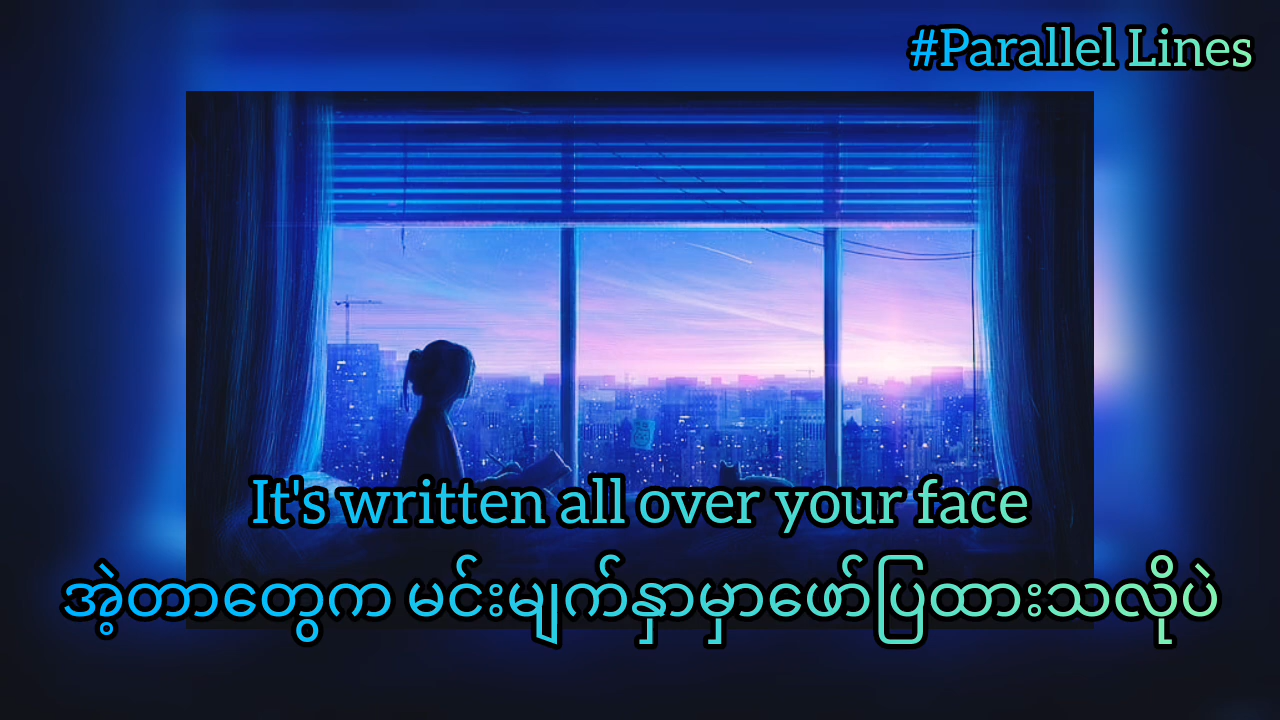 #Parallel Lines
It's written all over your face
အဲ့တာတွေက မင်းမျက်နှာမှာဖော်ပြထားသလိုပဲ